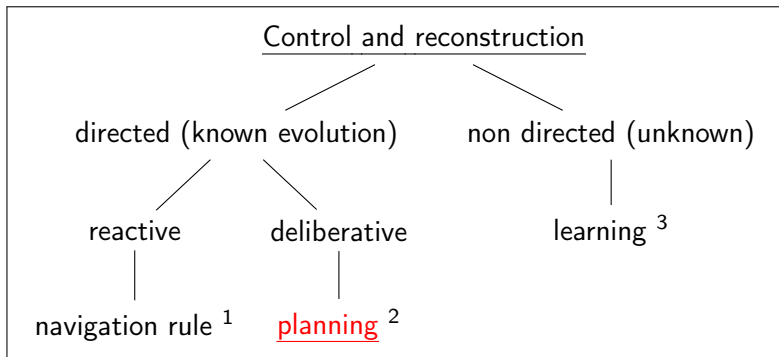 Control and reconstruction
directed (known evolution) non directed (unknown)
reactive deliberative learning 3
navigation rule 1 planning 2